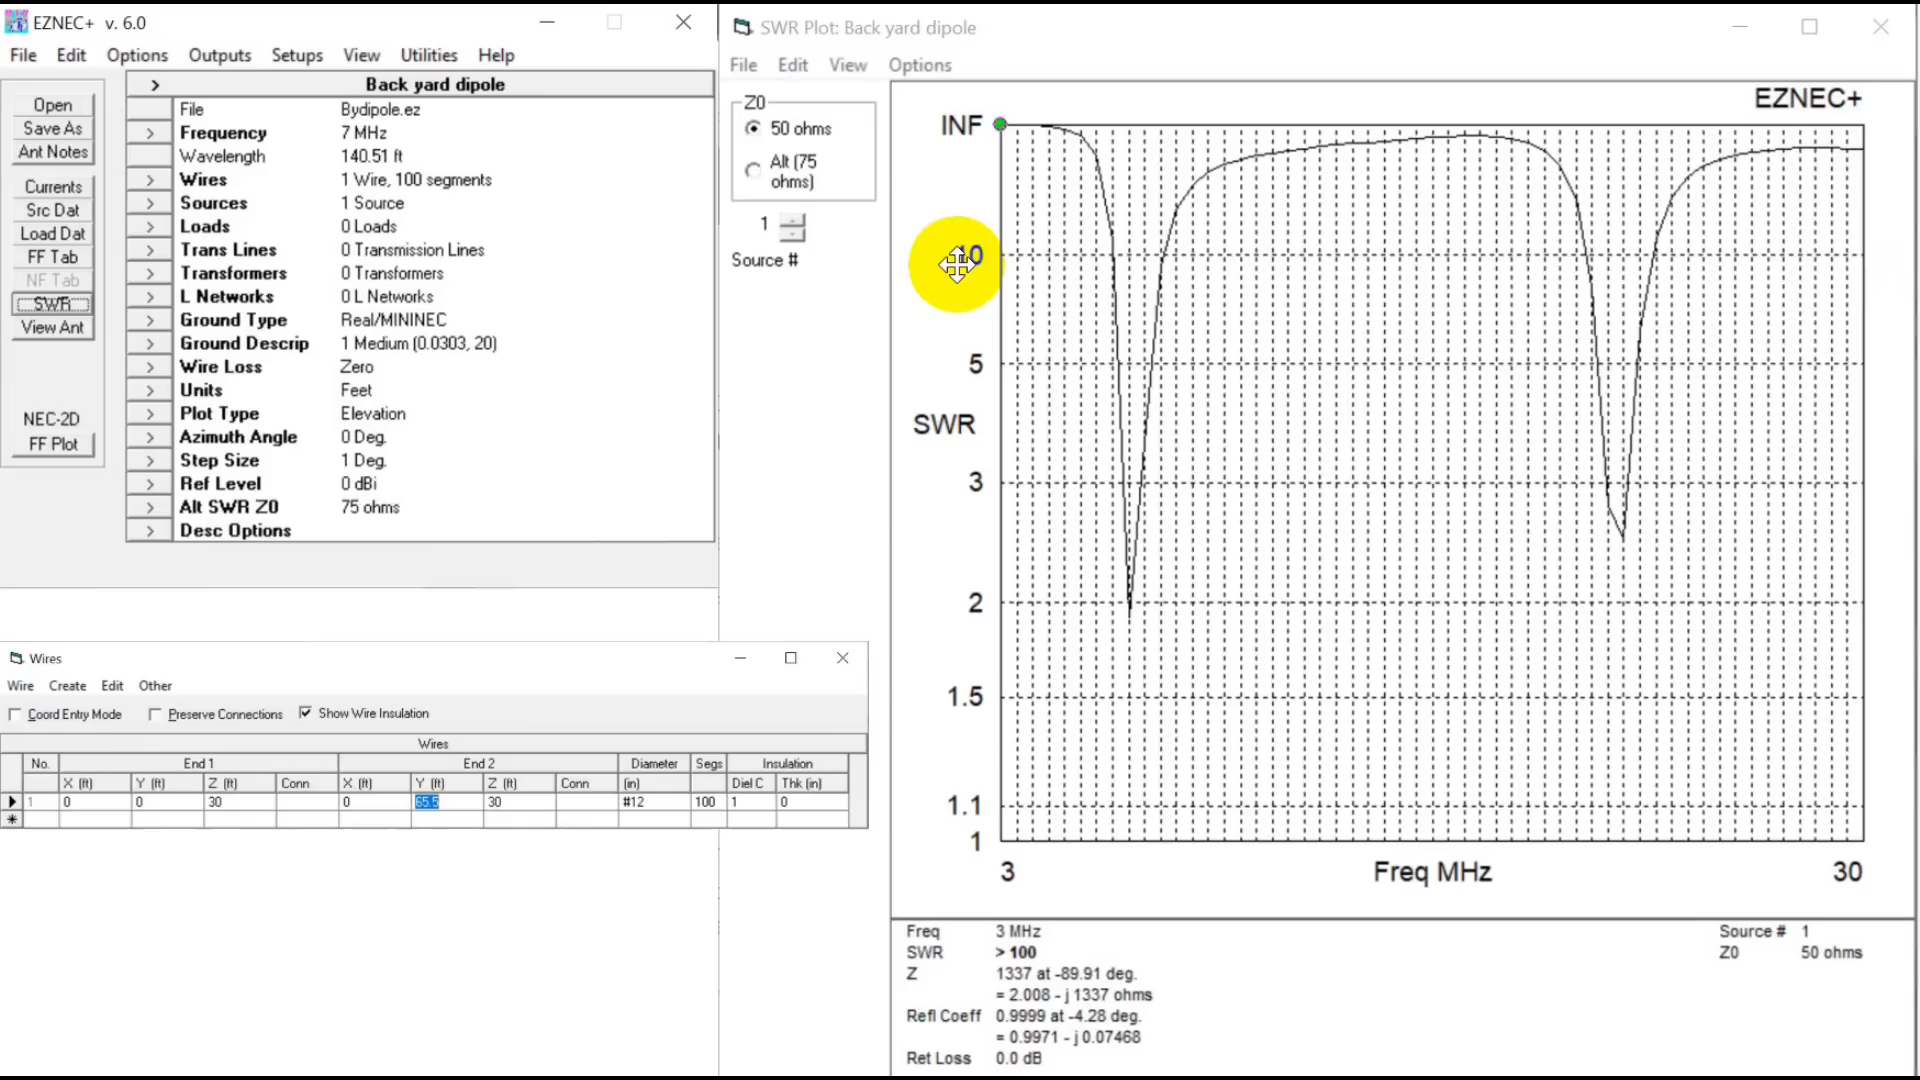 EZNEC+ v. 6.0
File Edit Options Outputs Setups View Utilities Help
Open
Save As
Ant Notes
Currents
Src Dat
Load Dat
FF Tab
NF Tab
SWR
View Ant
NEC-2D
FF Plot
> Back yard dipole
File Bydipole.ez
> Frequency 7 MHz
Wavelength 140.51 ft
> Wires 1 Wire, 100 segments
> Sources 1 Source
> Loads 0 Loads
> Trans Lines 0 Transmission Lines
> Transformers 0 Transformers
> L Networks 0 L Networks
> Ground Type Real/MININEC
> Ground Descrip 1 Medium (0.0303, 20)
> Wire Loss Zero
> Units Feet
> Plot Type Elevation
> Azimuth Angle 0 Deg.
> Step Size 1 Deg.
> Ref Level 0 dBi
> Alt SWR Z0 75 ohms
> Desc Options
Wires
Wire Create Edit Other
Coord Entry Mode Preserve Connections Show Wire Insulation
Wires
No. End 1 End 2 Diameter Segs Insulation
X (ft) Y (ft) Z (ft) Conn X (ft) Y (ft) Z (ft) Conn (in) Diel C Thk (in)
1 0 0 30 0 65.5 30 #12 100 1 0
*
SWR Plot: Back yard dipole
File Edit View Options
Z0
50 ohms
Alt (75
ohms)
1
Source #
EZNEC+
INF
10
5
SWR
3
2
1.5
1.1
1
3 Freq MHz 30
Freq 3 MHz Source # 1
SWR > 100 Z0 50 ohms
Z 1337 at -89.91 deg.
= 2.008 - j 1337 ohms
Refl Coeff 0.9999 at -4.28 deg.
= 0.9971 - j 0.07468
Ret Loss 0.0 dB